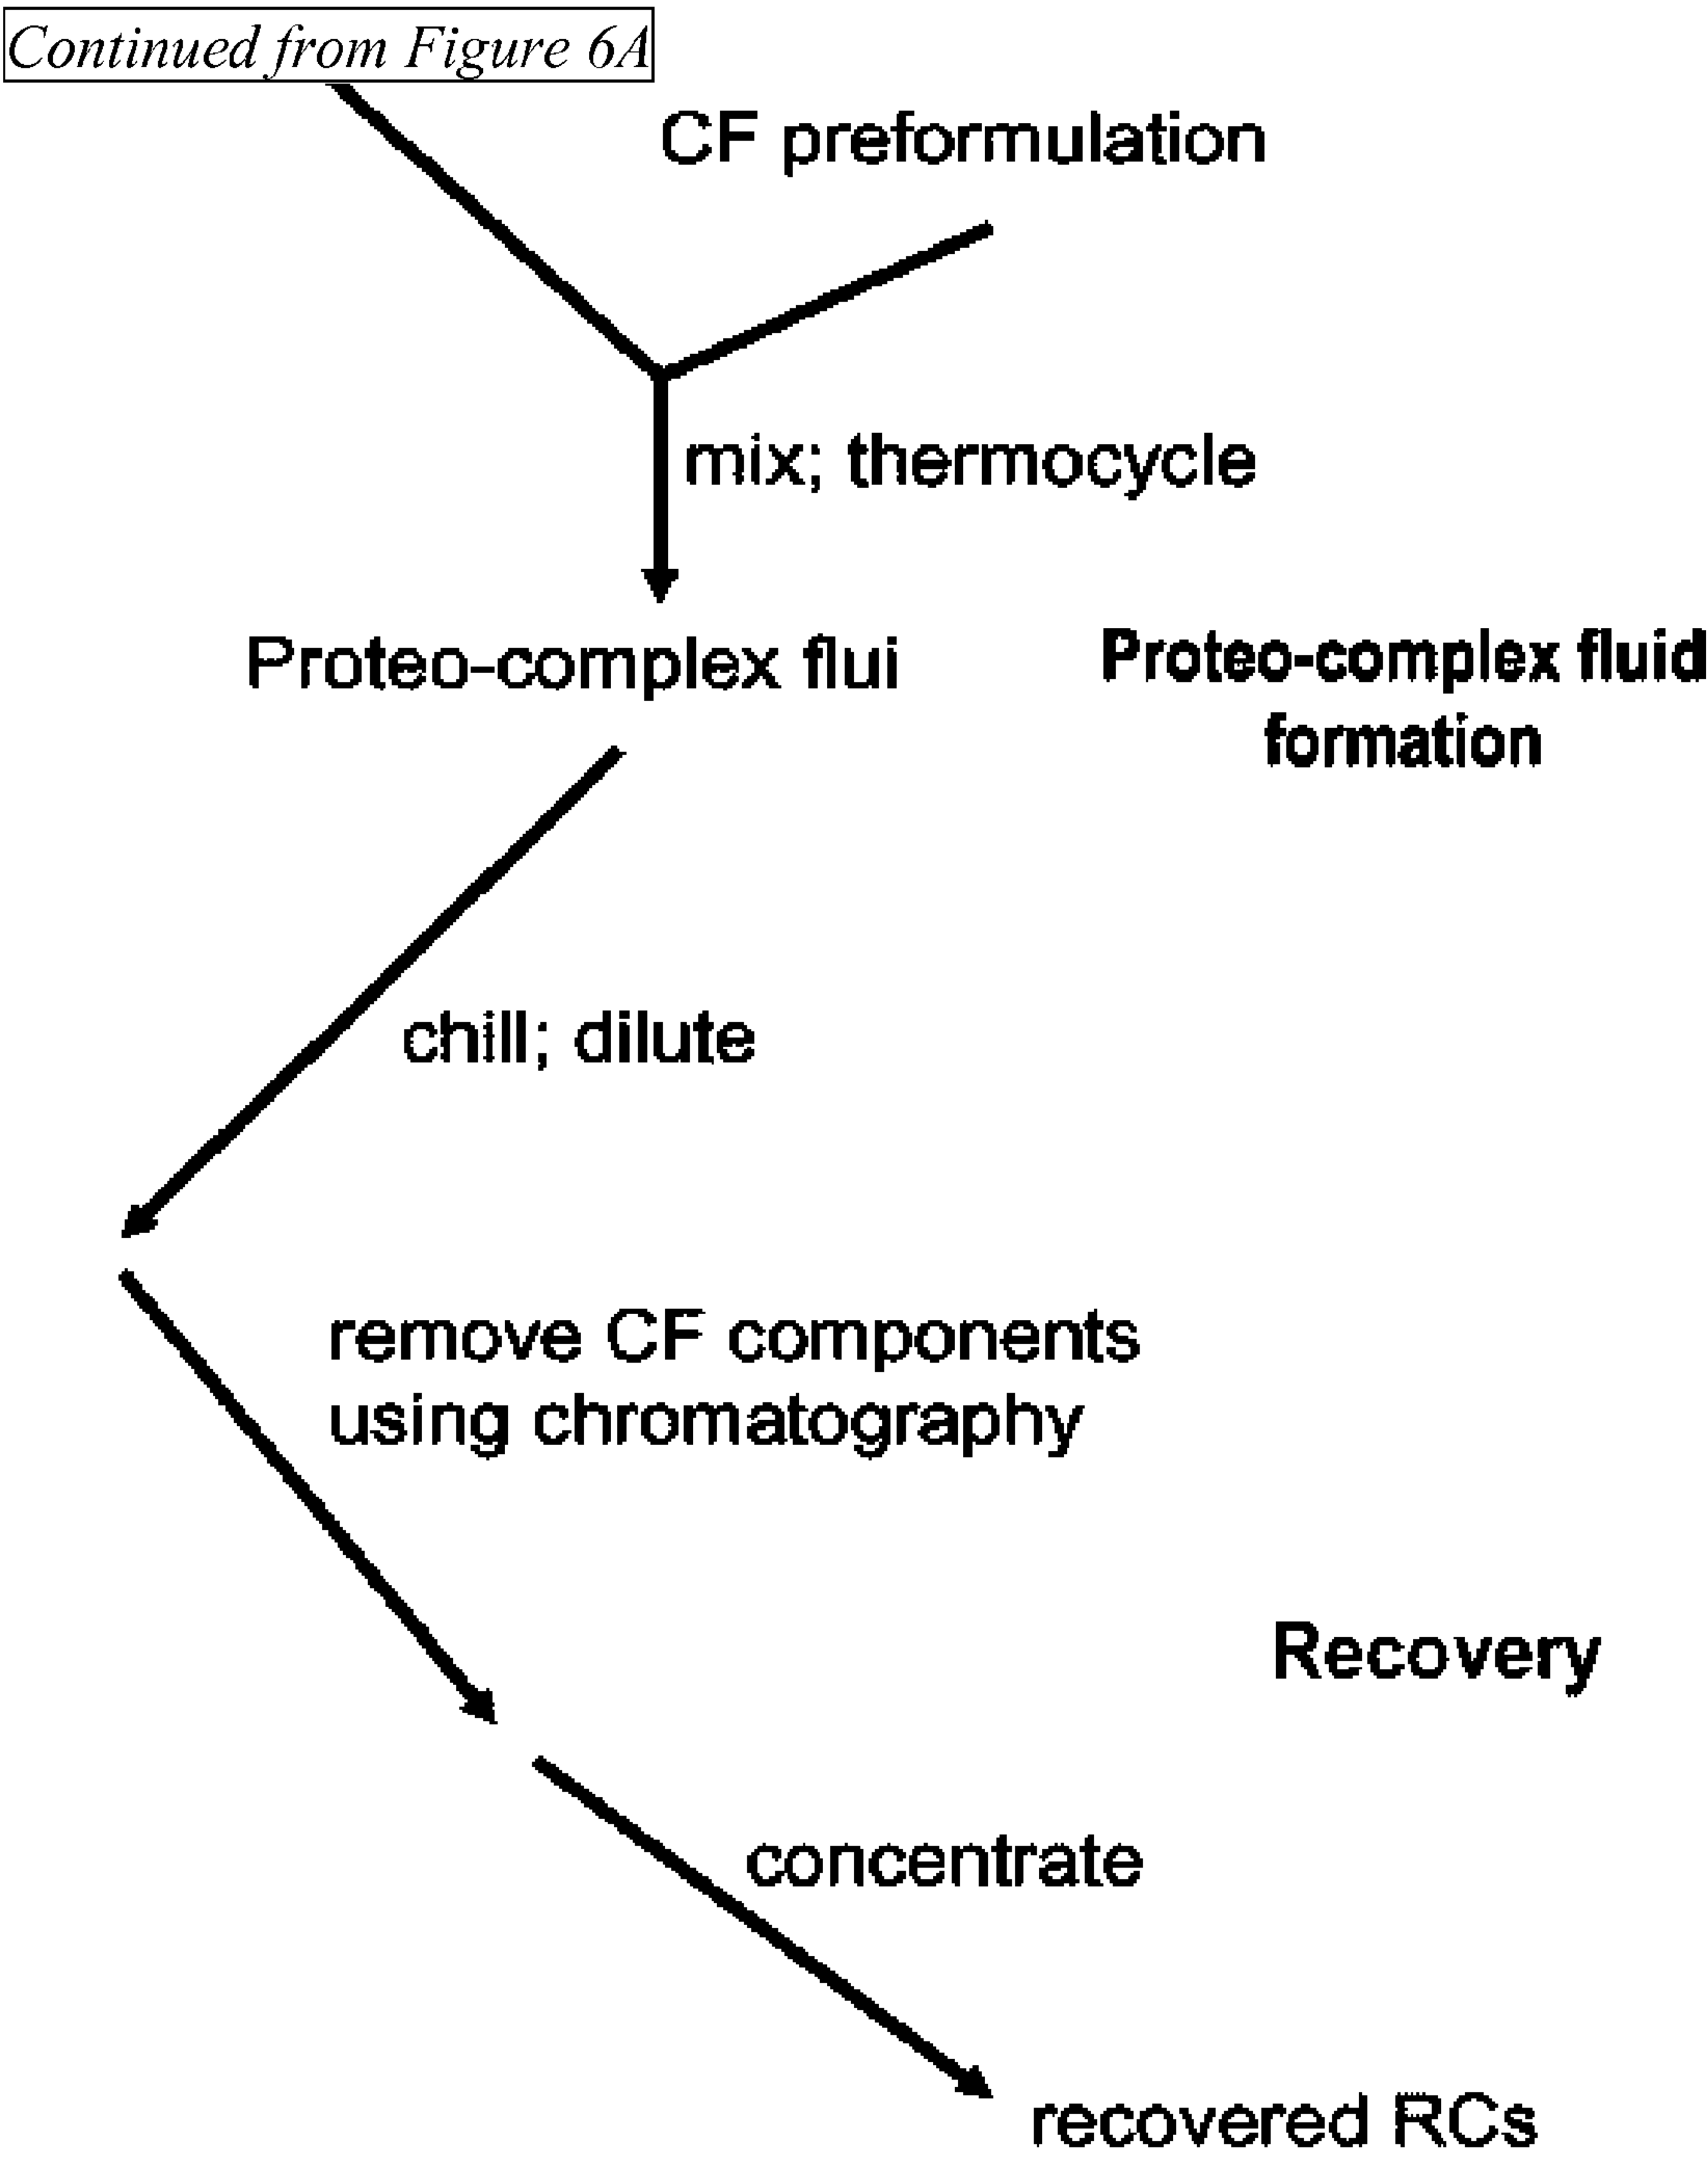 Continued from Figure 6A
CF preformulation
mix; thermocycle
Proteo-complex flui
Proteo-complex fluid
formation
chill; dilute
remove CF components
using chromatography
Recovery
concentrate
recovered RCs